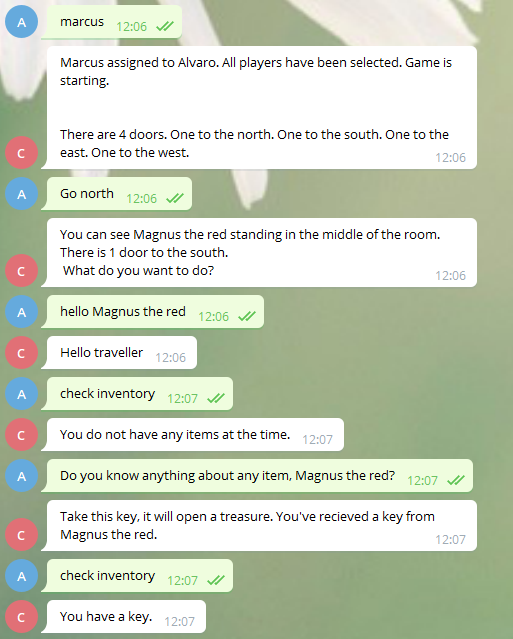 A
marcus 12:06
Marcus assigned to Alvaro. All players have been selected. Game is
starting.
There are 4 doors. One to the north. One to the south. One to the
east. One to the west.
C
12:06
A
Go north 12:06
You can see Magnus the red standing in the middle of the room.
There is 1 door to the south.
What do you want to do?
C
12:06
A
hello Magnus the red 12:06
C
Hello traveller 12:06
A
check inventory 12:07
C
You do not have any items at the time. 12:07
A
Do you know anything about any item, Magnus the red? 12:07
Take this key, it will open a treasure. You've recieved a key from
Magnus the red.
C
12:07
A
check inventory 12:07
C
You have a key. 12:07